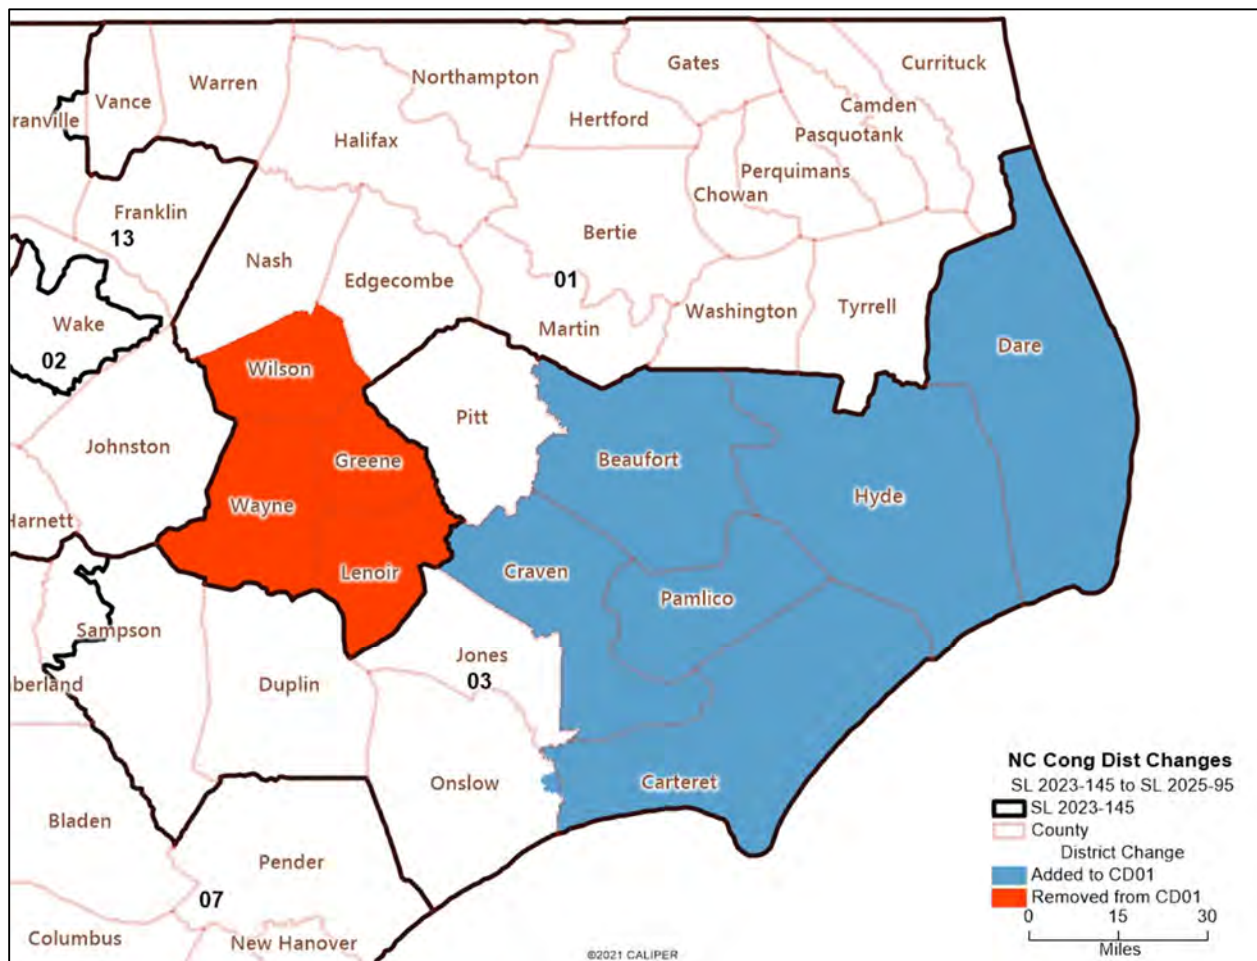 Gates
Currituck
Northampton
Warren
Vance
Camden
ranville
Hertford
Pasquotank
Halifax
Perquimans
Chowan
Franklin
13
Bertie
Nash
Edgecombe
01
Tyrrell
Washington
Wake
Martin
02
Dare
Wilson
Pitt
Johnston
Greene
Beaufort
Hyde
Wayne
Harnett
Craven
Lenoir
Pamlico
Sampson
Jones
03
berland
Duplin
Onslow
Carteret
Bladen
Pender
07
Columbus
New Hanover
NC Cong Dist Changes
SL 2023-145 to SL 2025-95
SL 2023-145
County
District Change
Added to CD01
Removed from CD01
0 15 30
Miles
©2021 CALIPER